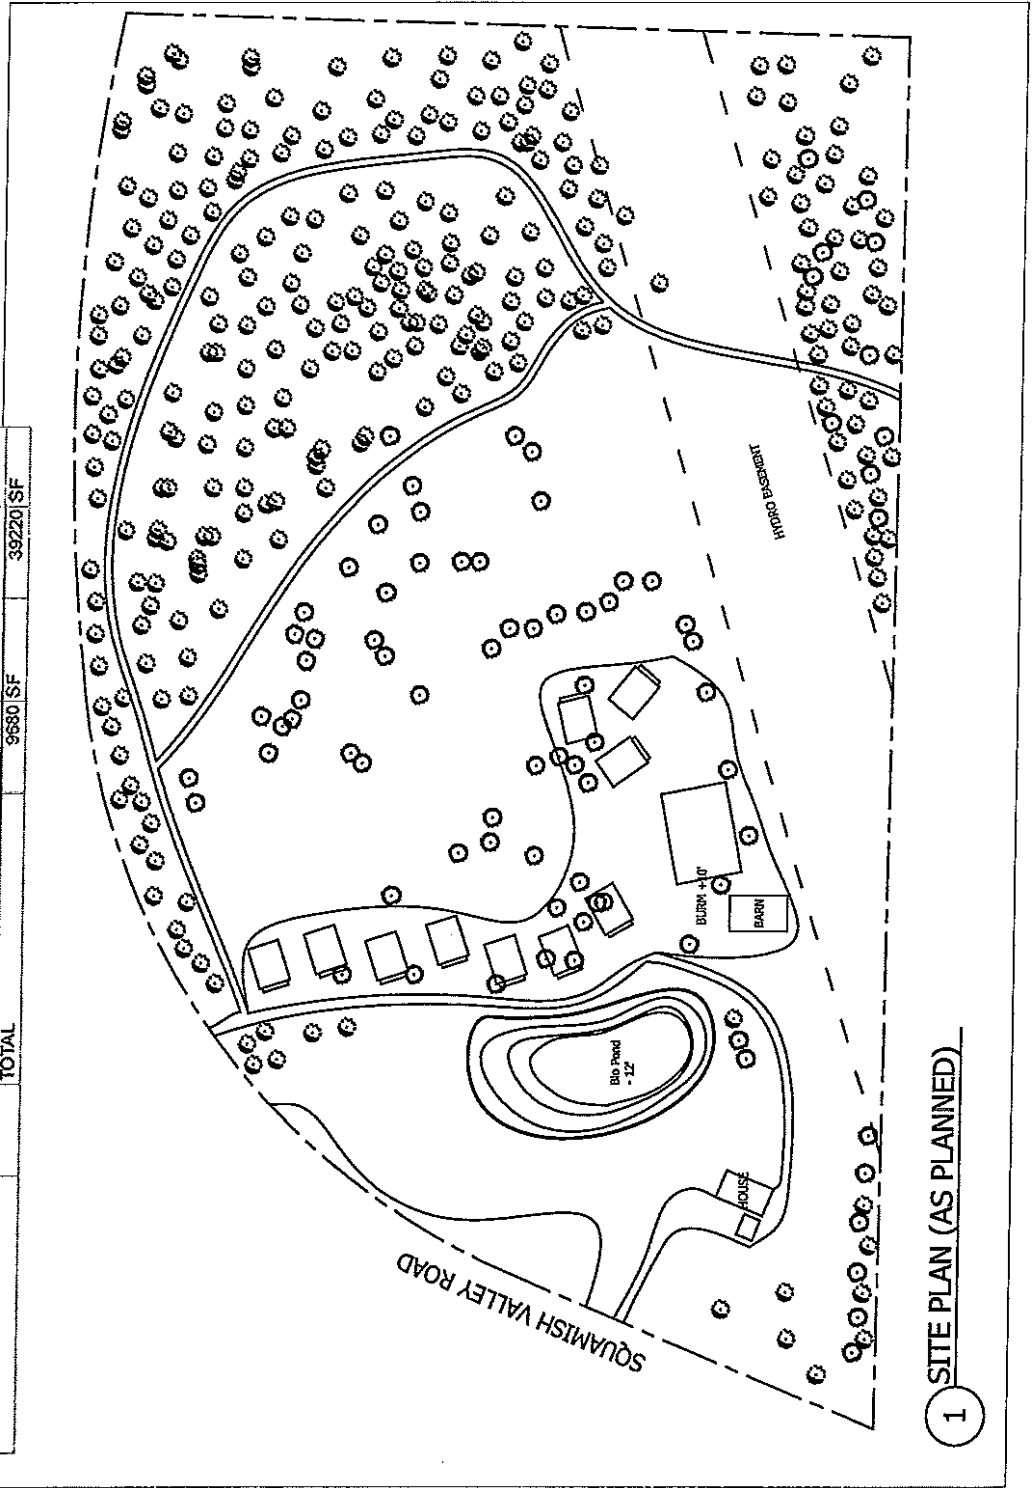 TOTAL 9680 SF 39220 SF
HYDRO EASEMENT
BURM +10'
BARN
Bio Pond
- 12'
HOUSE
SQUAMISH VALLEY ROAD
1 SITE PLAN (AS PLANNED)